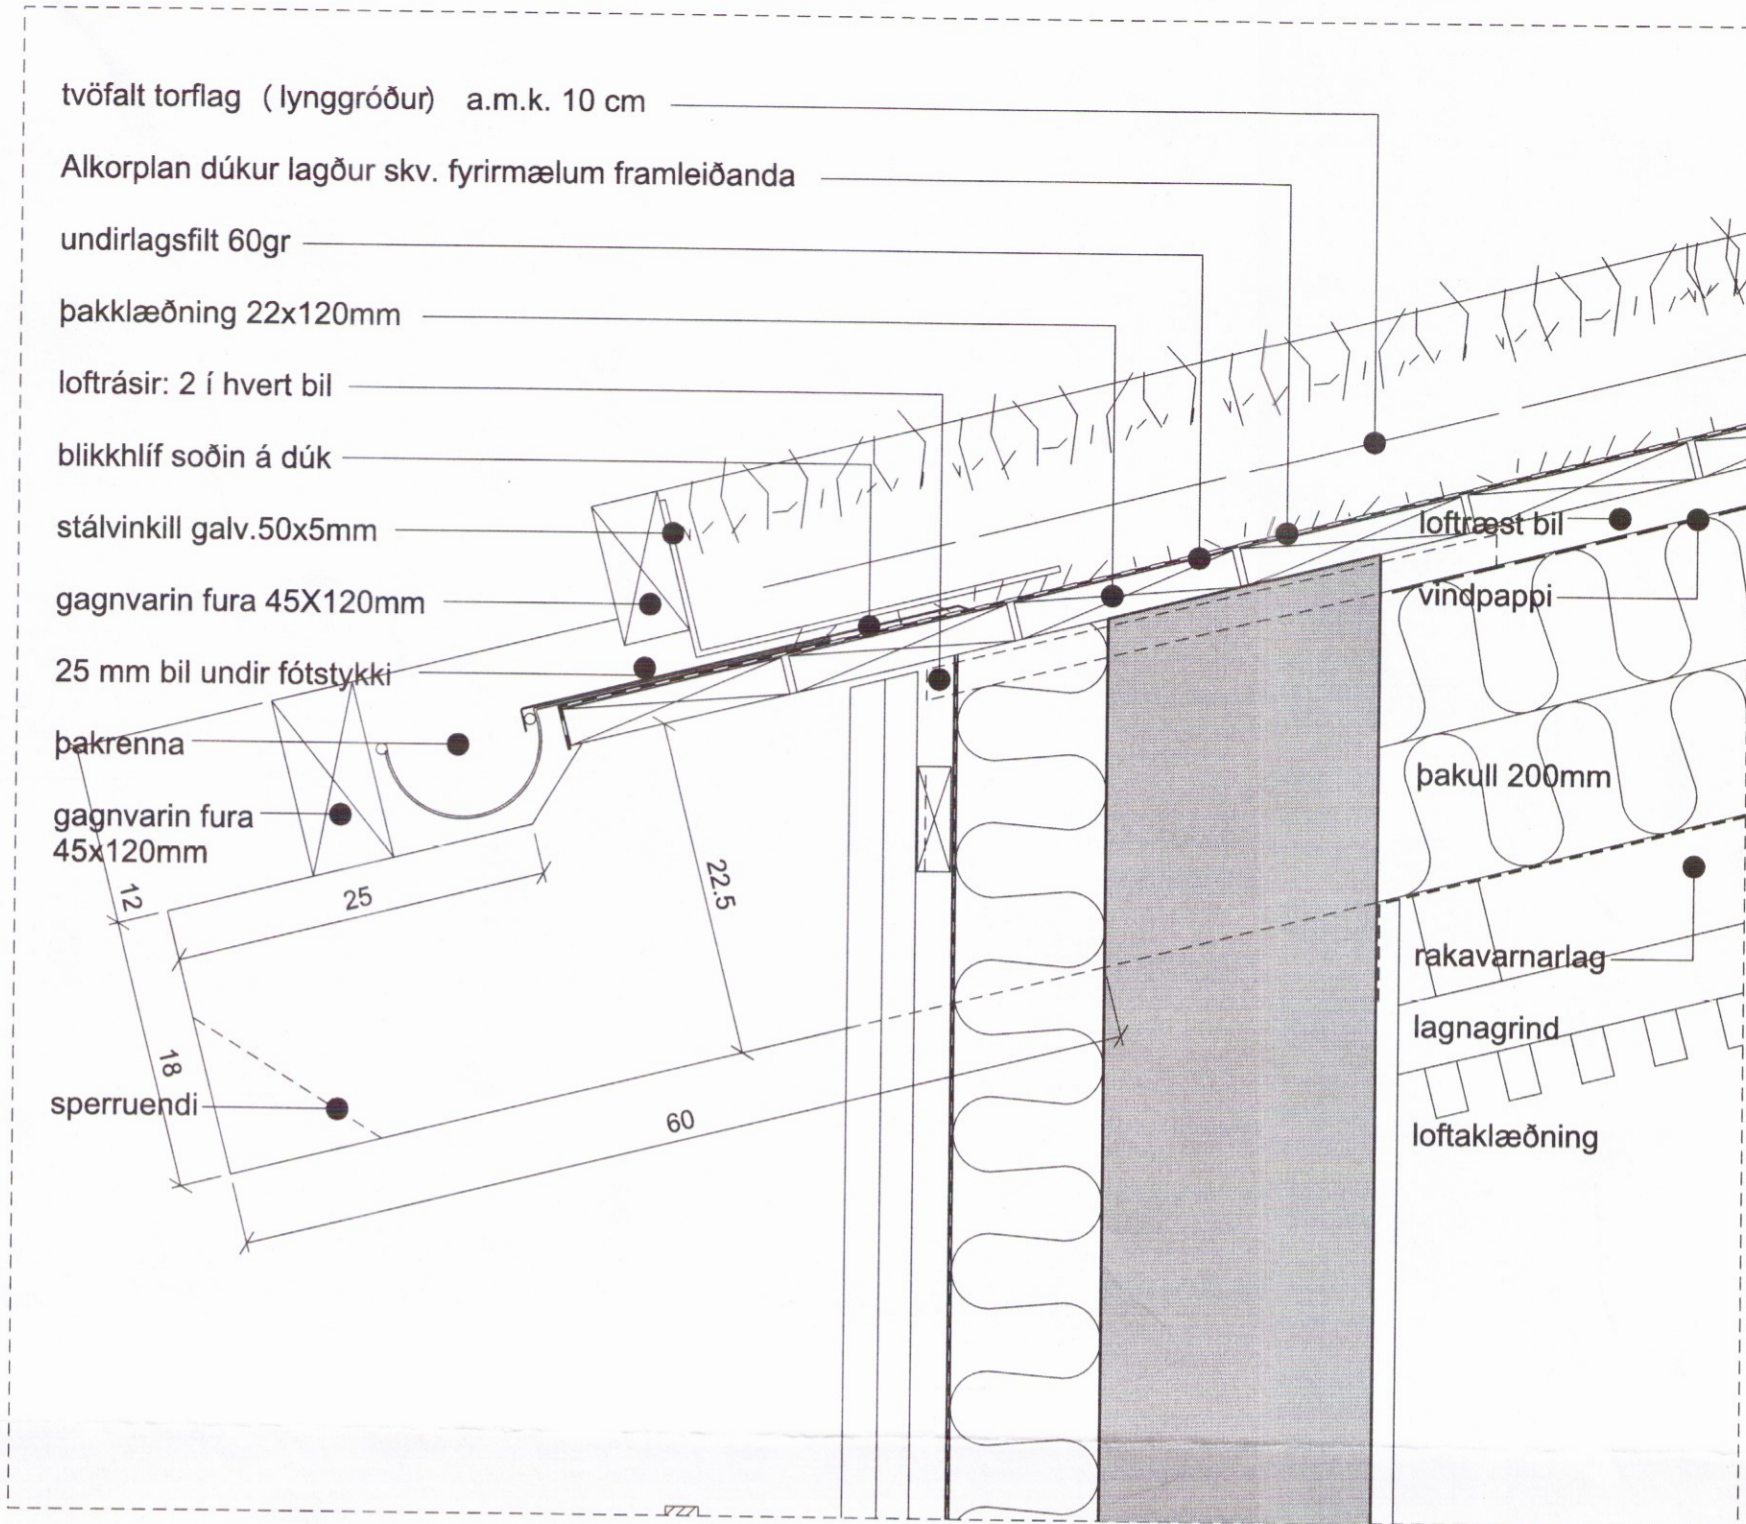 tvöfalt torflag ( lynggróður) a.m.k. 10 cm
Alkorplan dúkur lagður skv. fyrirmælum framleiðanda
undirlagsfilt 60gr
þakklæðning 22x120mm
loftrásir: 2 í hvert bil
blikkhlíf soðin á dúk
stálvinkill galv.50x5mm
gagnvarin fura 45X120mm
25 mm bil undir fótstykki
þakrenna
gagnvarin fura
45x120mm
12
25
22.5
18
sperruendi
60
loftræst bil
vindpappi
þakull 200mm
rakavarnarlag
lagnagrind
loftaklæðning